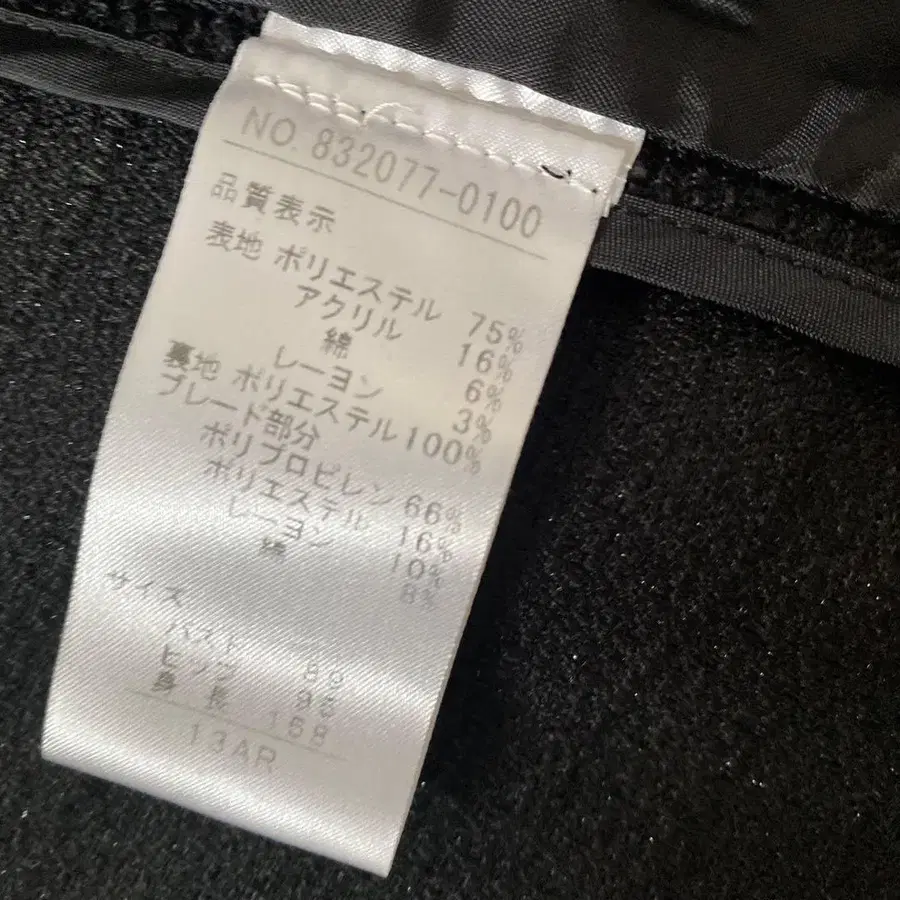 NO. 832077-0100
品質表示
表地 ポリエステル 75%
アクリル 16%
綿 6%
レーヨン 3%
裏地 ポリエステル 100%
ブレード部分
ポリプロピレン 66%
ポリエステル 16%
レーヨン 10%
綿 8%
サイズ
バスト 89
ヒップ 95
身長 158
13AR